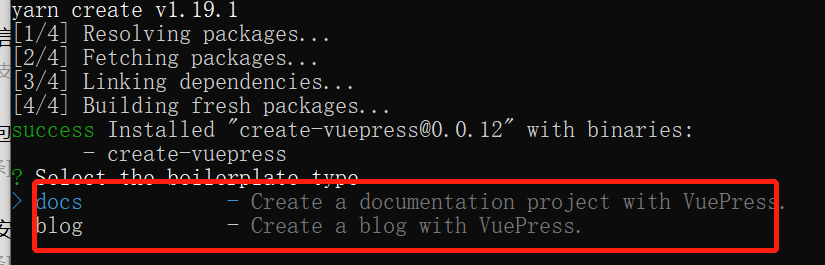 yarn create v1.19.1
[1/4] Resolving packages...
[2/4] Fetching packages...
[3/4] Linking dependencies...
[4/4] Building fresh packages...
success Installed "create-vuepress@0.0.12" with binaries:
- create-vuepress
? Select the boilerplate type
> docs - Create a documentation project with VuePress.
blog - Create a blog with VuePress.